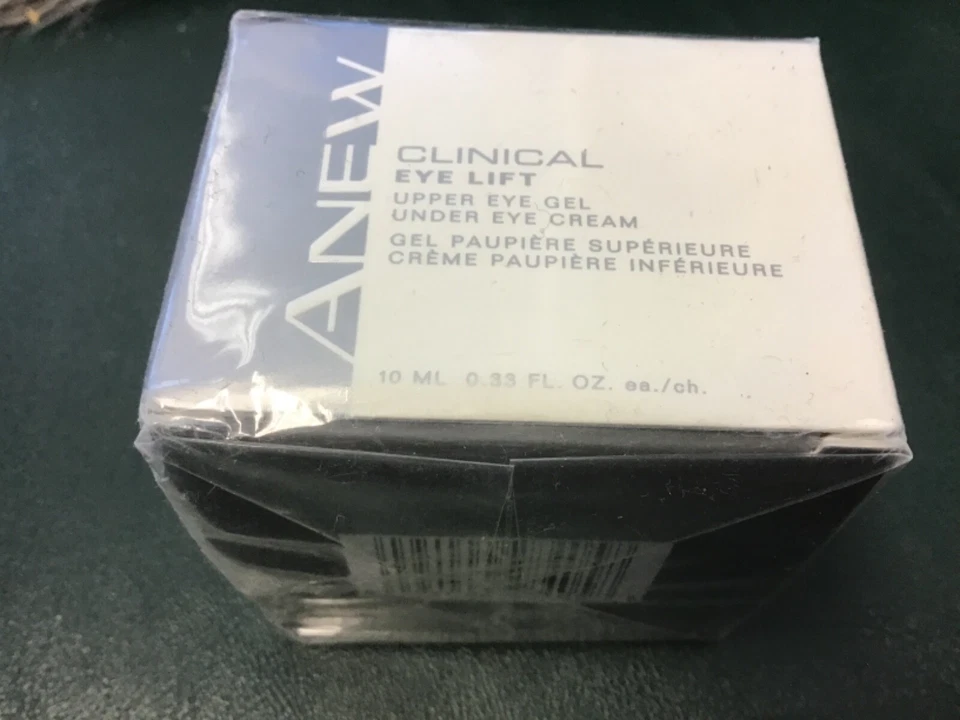 ANEW
CLINICAL
EYE LIFT
UPPER EYE GEL
UNDER EYE CREAM
GEL PAUPIÈRE SUPÉRIEURE
CRÈME PAUPIÈRE INFÉRIEURE
10 ML 0.33 FL. OZ. ea./ch.